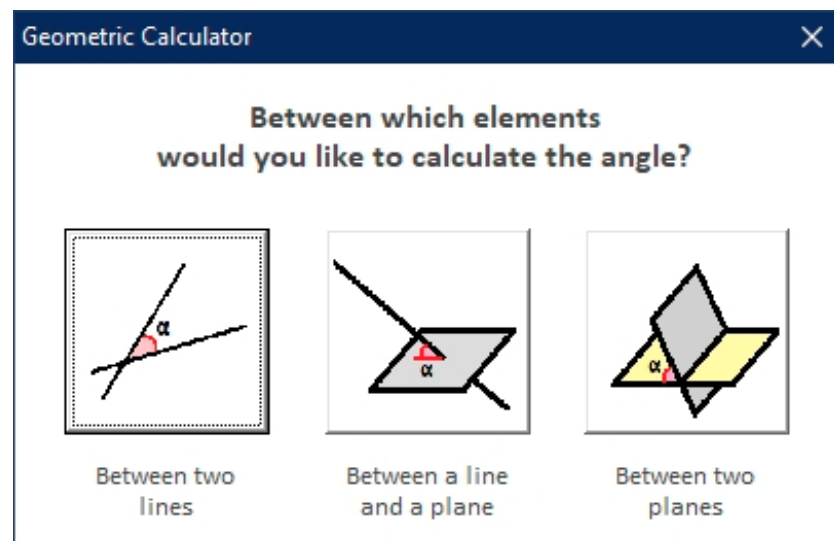 Geometric Calculator
Between which elements
would you like to calculate the angle?
α
α
α
Between two
lines
Between a line
and a plane
Between two
planes